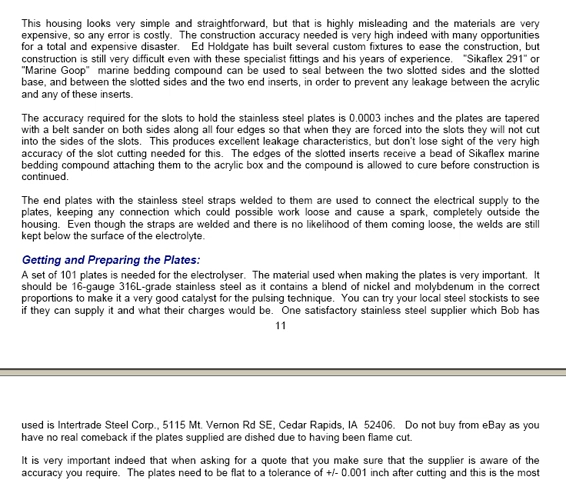 This housing looks very simple and straightforward, but that is highly misleading and the materials are very
expensive, so any error is costly. The construction accuracy needed is very high indeed with many opportunities
for a total and expensive disaster. Ed Holdgate has built several custom fixtures to ease the construction, but
construction is still very difficult even with these specialist fittings and his years of experience. "Sikaflex 291" or
"Marine Goop" marine bedding compound can be used to seal between the two slotted sides and the slotted
base, and between the slotted sides and the two end inserts, in order to prevent any leakage between the acrylic
and any of these inserts.
The accuracy required for the slots to hold the stainless steel plates is 0.0003 inches and the plates are tapered
with a belt sander on both sides along all four edges so that when they are forced into the slots they will not cut
into the sides of the slots. This produces excellent leakage characteristics, but don't lose sight of the very high
accuracy of the slot cutting needed for this. The edges of the slotted inserts receive a bead of Sikaflex marine
bedding compound attaching them to the acrylic box and the compound is allowed to cure before construction is
continued.
The end plates with the stainless steel straps welded to them are used to connect the electrical supply to the
plates, keeping any connection which could possible work loose and cause a spark, completely outside the
housing. Even though the straps are welded and there is no likelihood of them coming loose, the welds are still
kept below the surface of the electrolyte.
Getting and Preparing the Plates:
A set of 101 plates is needed for the electrolyser. The material used when making the plates is very important. It
should be 16-gauge 316L-grade stainless steel as it contains a blend of nickel and molybdenum in the correct
proportions to make it a very good catalyst for the pulsing technique. You can try your local steel stockists to see
if they can supply it and what their charges would be. One satisfactory stainless steel supplier which Bob has
11
used is Intertrade Steel Corp., 5115 Mt. Vernon Rd SE, Cedar Rapids, IA 52406. Do not buy from eBay as you
have no real comeback if the plates supplied are dished due to having been flame cut.
It is very important indeed that when asking for a quote that you make sure that the supplier is aware of the
accuracy you require. The plates need to be flat to a tolerance of +/- 0.001 inch after cutting and this is the most